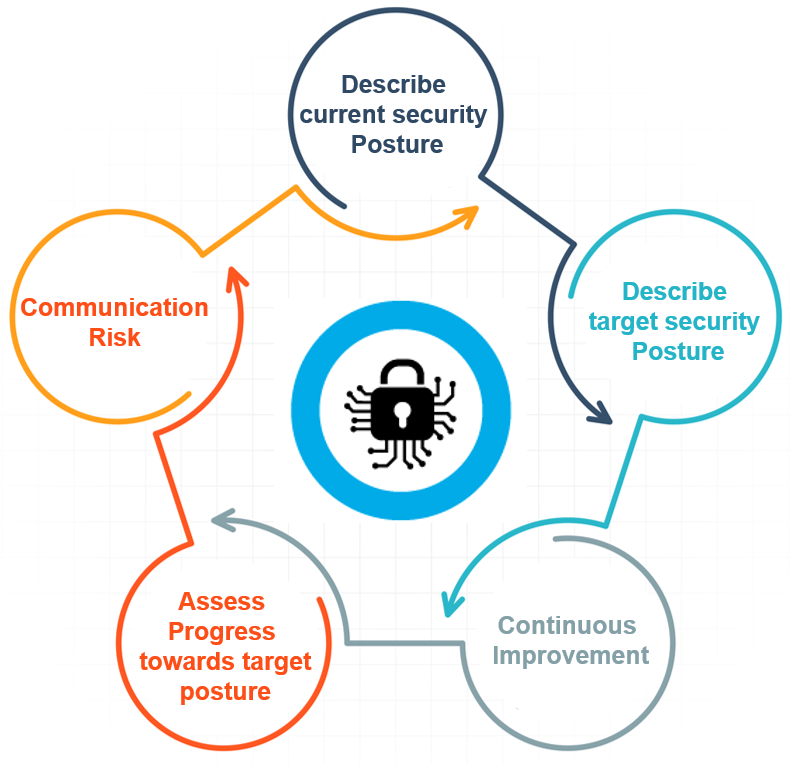 Describe
current security
Posture
Describe
target security
Posture
Continuous
Improvement
Assess
Progress
towards target
posture
Communication
Risk